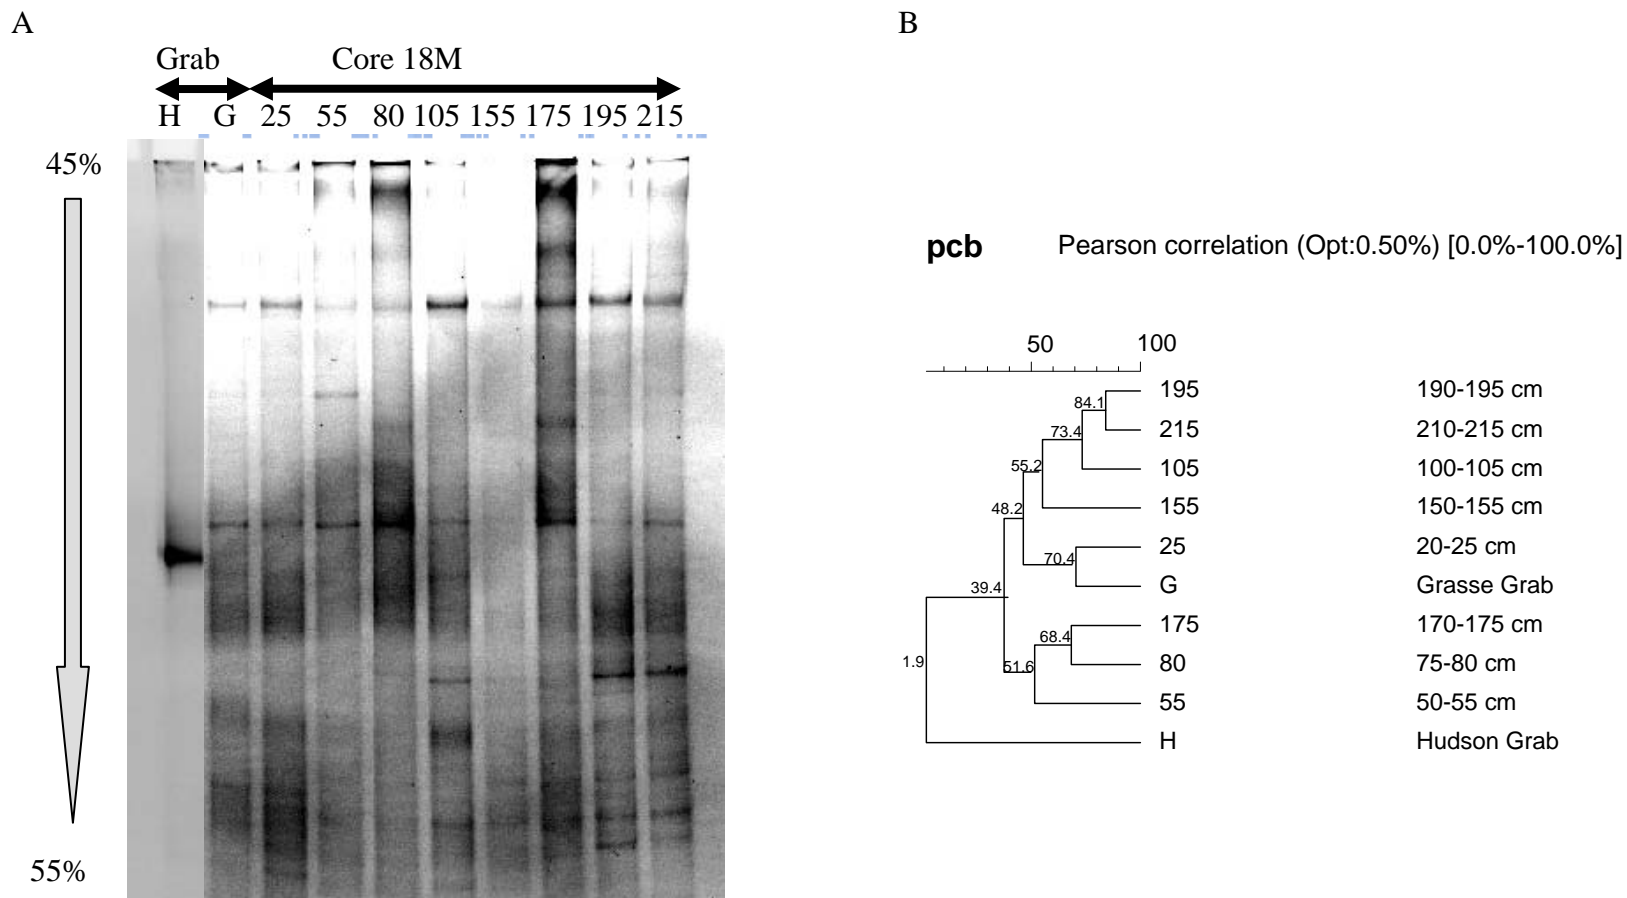 A
B
Grab
Core 18M
H G 25 55 80 105 155 175 195 215
45%
55%
pcb Pearson correlation (Opt:0.50%) [0.0%-100.0%]
50 100
195 190-195 cm
84.1
215 210-215 cm
73.4
105 100-105 cm
55.2
155 150-155 cm
48.2
25 20-25 cm
70.4
G Grasse Grab
39.4
175 170-175 cm
68.4
80 75-80 cm
51.6
1.9
55 50-55 cm
H Hudson Grab